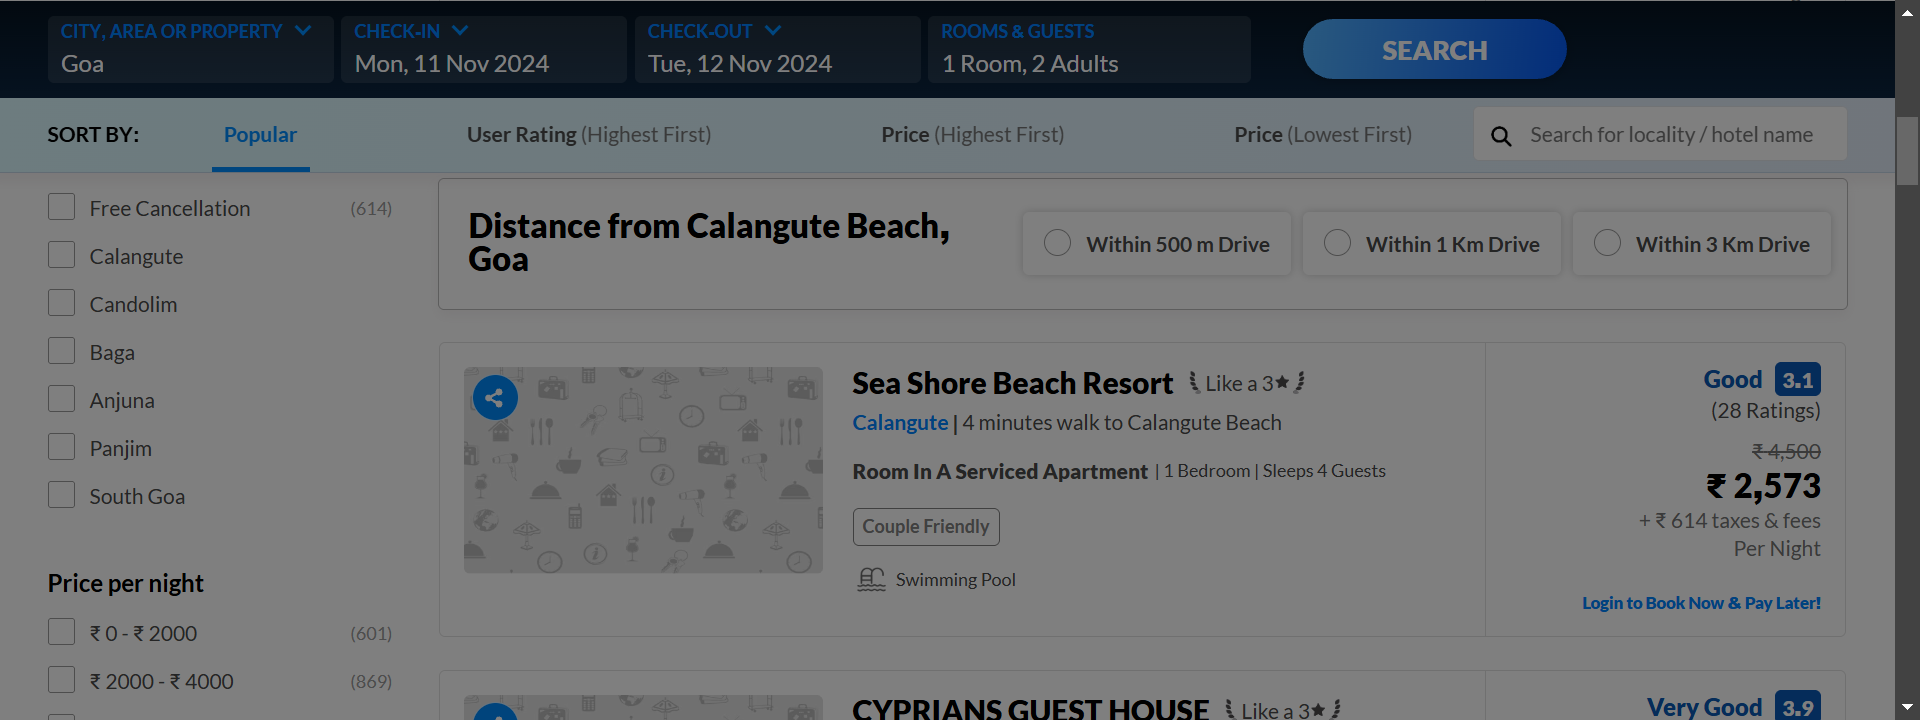 CITY, AREA OR PROPERTY
Goa
CHECK-IN
Mon, 11 Nov 2024
CHECK-OUT
Tue, 12 Nov 2024
ROOMS & GUESTS
1 Room, 2 Adults
SEARCH
SORT BY:
Popular
User Rating (Highest First)
Price (Highest First)
Price (Lowest First)
Search for locality / hotel name
Free Cancellation (614)
Calangute
Candolim
Baga
Anjuna
Panjim
South Goa
Price per night
₹ 0 - ₹ 2000 (601)
₹ 2000 - ₹ 4000 (869)
Distance from Calangute Beach,
Goa
Within 500 m Drive
Within 1 Km Drive
Within 3 Km Drive
Sea Shore Beach Resort Like a 3★
Calangute | 4 minutes walk to Calangute Beach
Room In A Serviced Apartment | 1 Bedroom | Sleeps 4 Guests
Couple Friendly
Swimming Pool
Good 3.1
(28 Ratings)
₹ 4,500
₹ 2,573
+ ₹ 614 taxes & fees
Per Night
Login to Book Now & Pay Later!
CYPRIANS GUEST HOUSE Like a 3★
Very Good 3.9